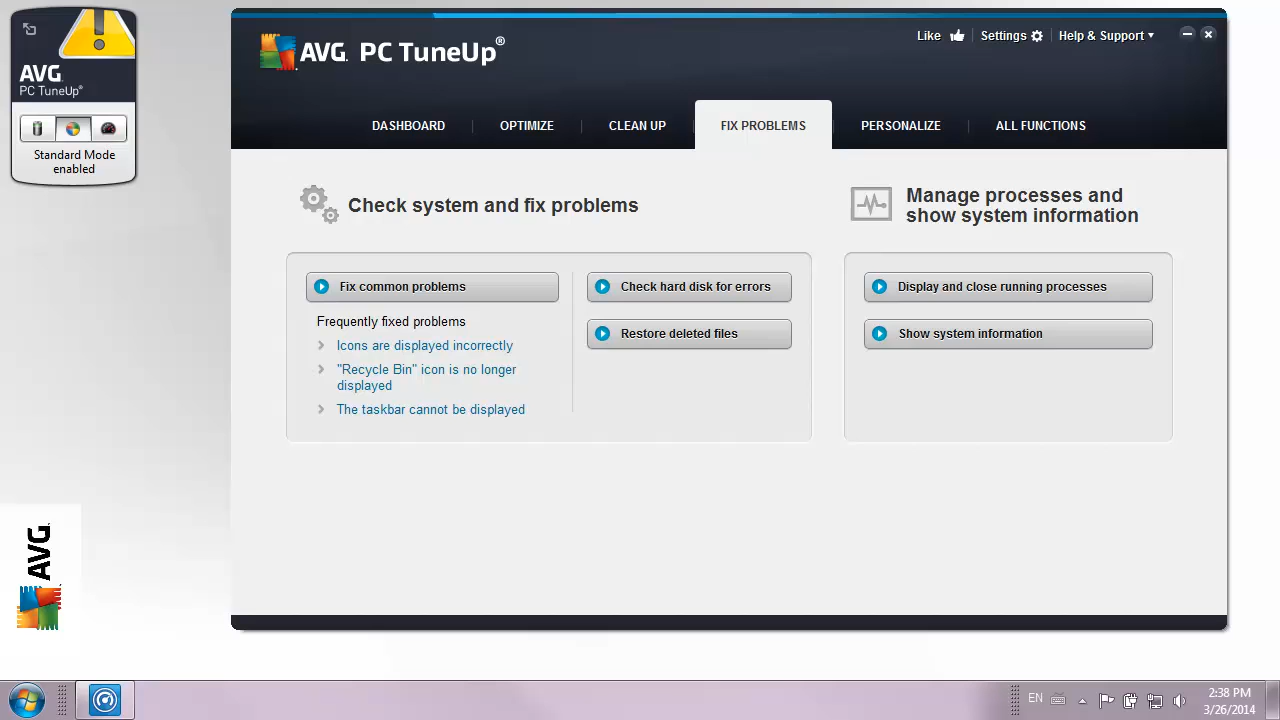 AVG
PC TuneUp®
Standard Mode
enabled
AVG
AVG. PC TuneUp®
Like
Settings
Help & Support
DASHBOARD
OPTIMIZE
CLEAN UP
FIX PROBLEMS
PERSONALIZE
ALL FUNCTIONS
Check system and fix problems
Fix common problems
Frequently fixed problems
Icons are displayed incorrectly
"Recycle Bin" icon is no longer
displayed
The taskbar cannot be displayed
Check hard disk for errors
Restore deleted files
Manage processes and
show system information
Display and close running processes
Show system information
EN
2:38 PM
3/26/2014